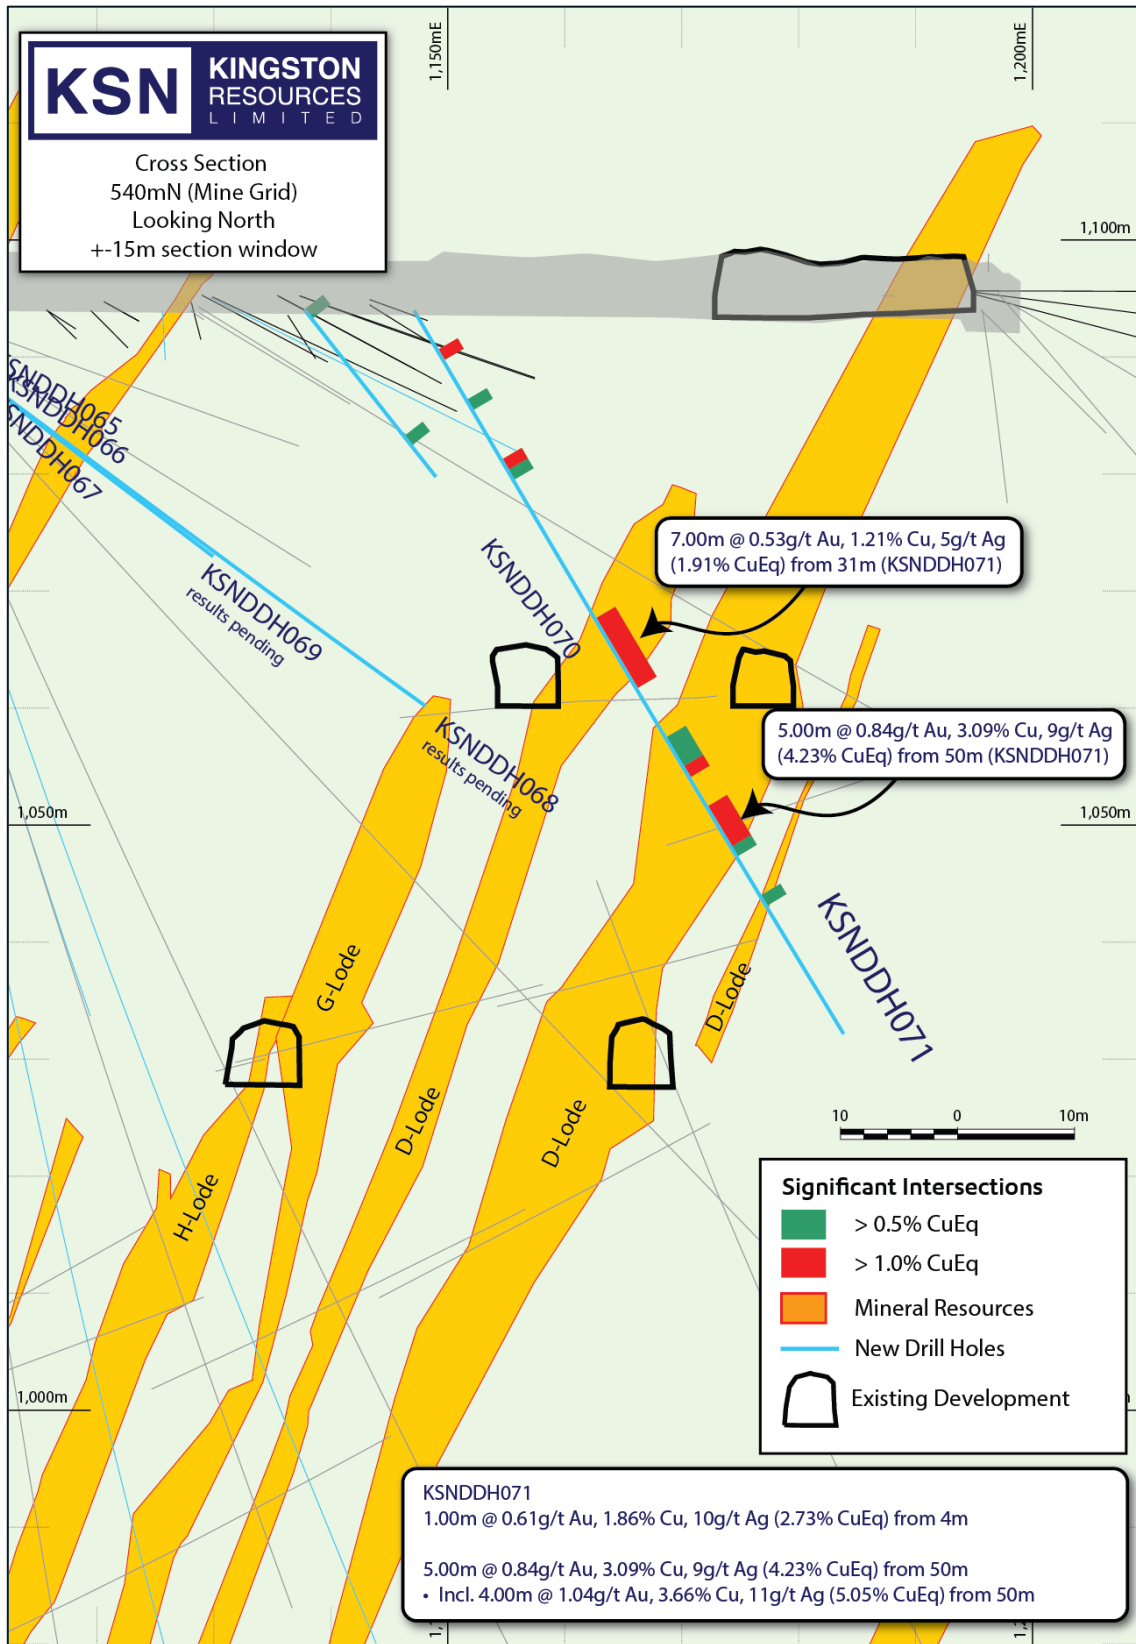 KSN
KINGSTON
RESOURCES
LIMITED
Cross Section
540mN (Mine Grid)
Looking North
+-15m section window
1,150mE
1,200mE
1,100m
SNDDH065
KSNDDH066
SNDDH067
KSNDDH069
results pending
KSNDDH070
7.00m @ 0.53g/t Au, 1.21% Cu, 5g/t Ag
(1.91% CuEq) from 31m (KSNDDH071)
KSNDDH068
results pending
5.00m @ 0.84g/t Au, 3.09% Cu, 9g/t Ag
(4.23% CuEq) from 50m (KSNDDH071)
1,050m
1,050m
KSNDDH071
G-Lode
D-Lode
D-Lode
D-Lode
H-Lode
10 0 10m
Significant Intersections
> 0.5% CuEq
> 1.0% CuEq
Mineral Resources
New Drill Holes
Existing Development
1,000m
KSNDDH071
1.00m @ 0.61g/t Au, 1.86% Cu, 10g/t Ag (2.73% CuEq) from 4m
5.00m @ 0.84g/t Au, 3.09% Cu, 9g/t Ag (4.23% CuEq) from 50m
• Incl. 4.00m @ 1.04g/t Au, 3.66% Cu, 11g/t Ag (5.05% CuEq) from 50m